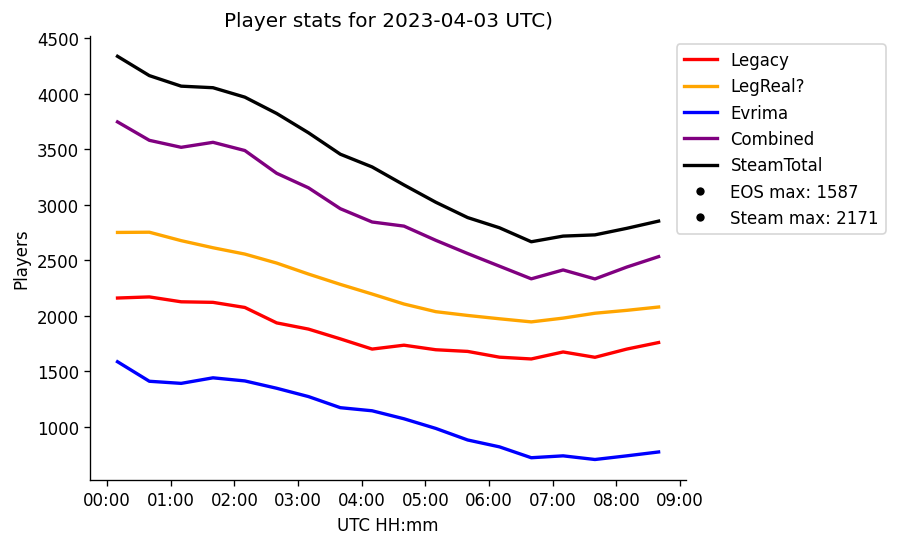 Player stats for 2023-04-03 UTC)
4500
4000
3500
3000
2500
2000
1500
1000
Players
00:00 01:00 02:00 03:00 04:00 05:00 06:00 07:00 08:00 09:00
UTC HH:mm
Legacy
LegReal?
Evrima
Combined
SteamTotal
EOS max: 1587
Steam max: 2171